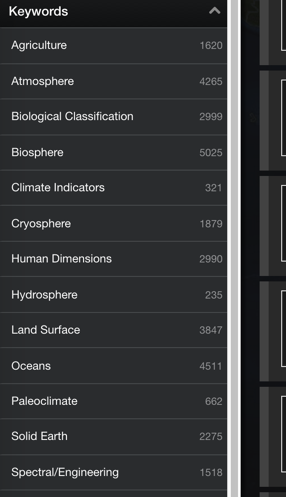 Keywords
Agriculture 1620
Atmosphere 4265
Biological Classification 2999
Biosphere 5025
Climate Indicators 321
Cryosphere 1879
Human Dimensions 2990
Hydrosphere 235
Land Surface 3847
Oceans 4511
Paleoclimate 662
Solid Earth 2275
Spectral/Engineering 1518